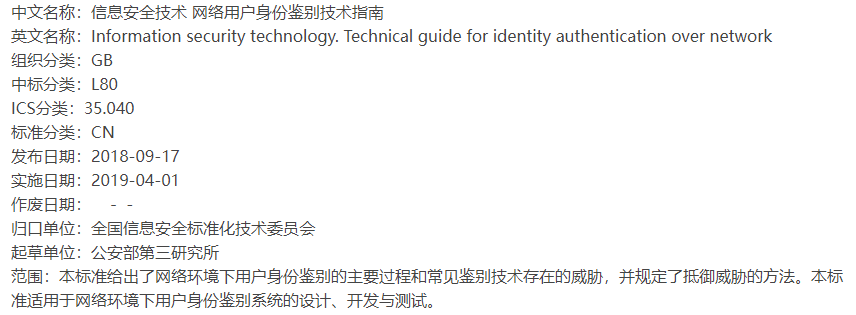 中文名称：信息安全技术 网络用户身份鉴别技术指南
英文名称：Information security technology. Technical guide for identity authentication over network
组织分类：GB
中标分类：L80
ICS分类：35.040
标准分类：CN
发布日期：2018-09-17
实施日期：2019-04-01
作废日期： - -
归口单位：全国信息安全标准化技术委员会
起草单位：公安部第三研究所
范围：本标准给出了网络环境下用户身份鉴别的主要过程和常见鉴别技术存在的威胁，并规定了抵御威胁的方法。本标
准适用于网络环境下用户身份鉴别系统的设计、开发与测试。